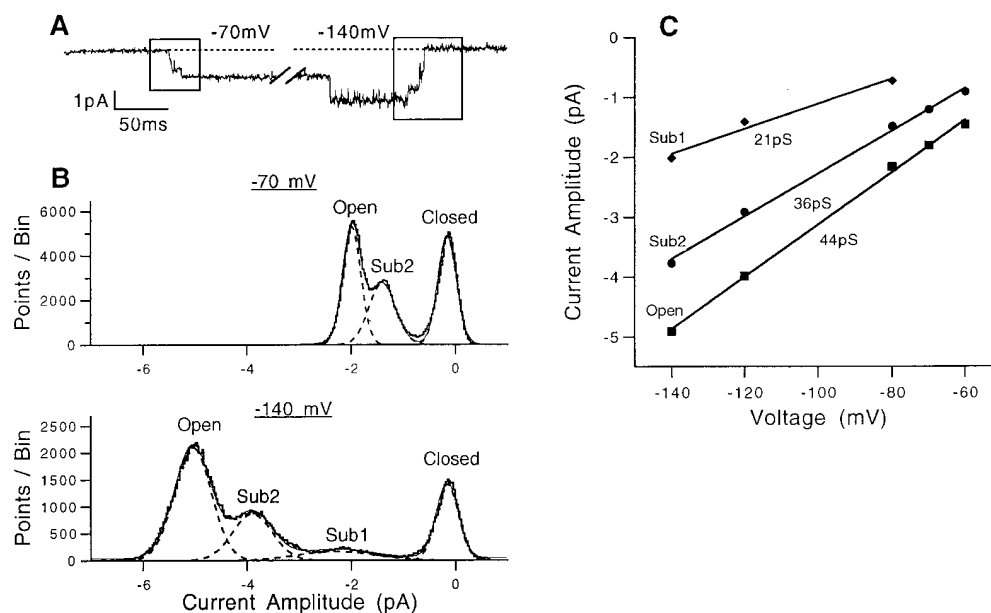 A
-70mV
-140mV
1pA
50ms
B
-70 mV
Open
Closed
Sub2
6000
4000
2000
0
Points / Bin
-6
-4
-2
0
-140 mV
Open
Closed
Sub2
Sub1
2500
2000
1500
1000
500
0
Points / Bin
-6
-4
-2
0
Current Amplitude (pA)
C
0
-1
-2
-3
-4
-5
Current Amplitude (pA)
Sub1
21pS
Sub2
36pS
44pS
Open
-140
-120
-100
-80
-60
Voltage (mV)